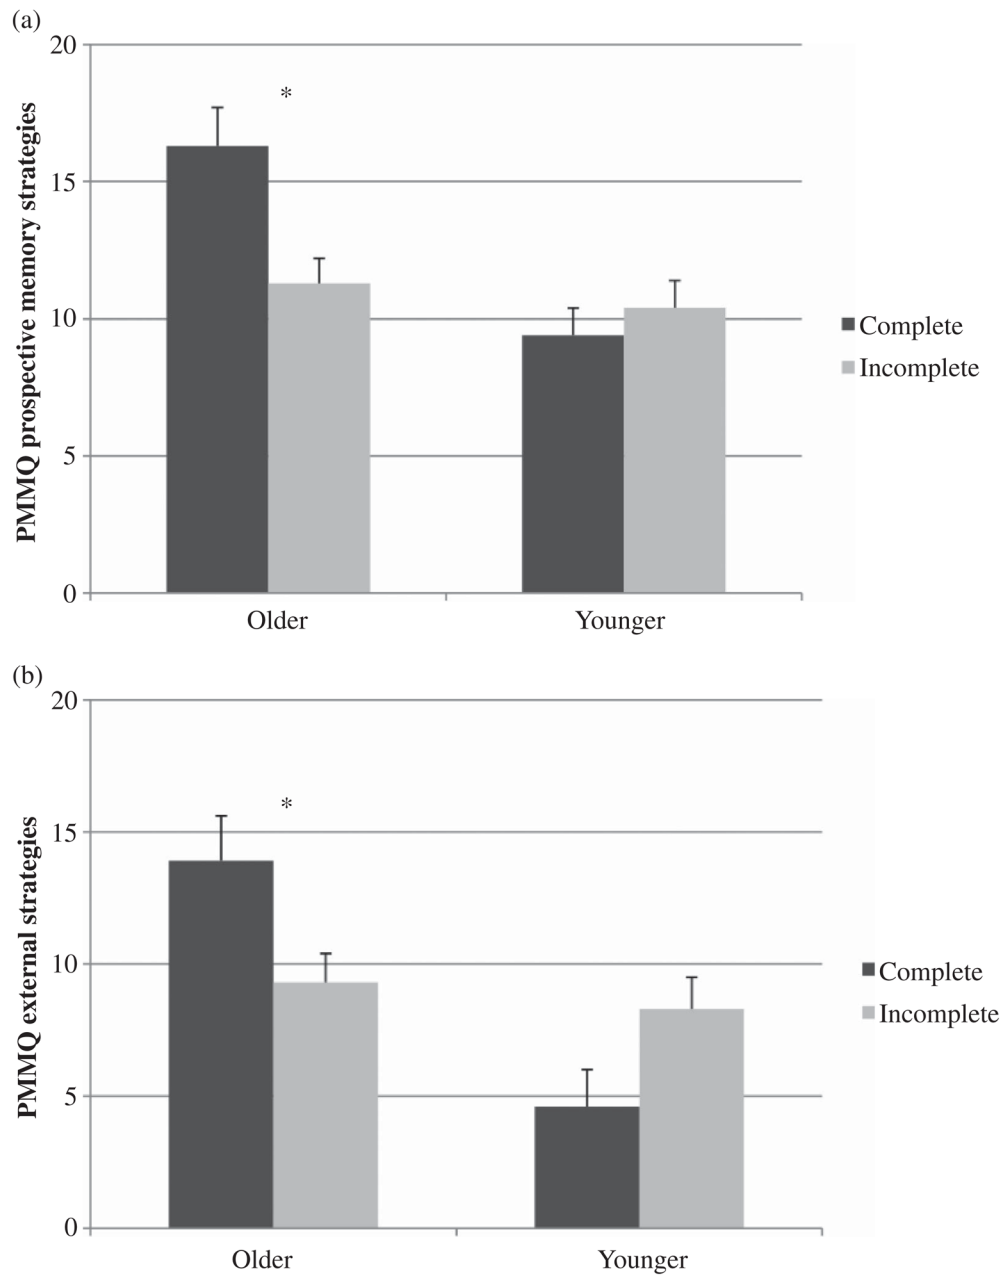 (a)
20
15
10
5
0
PMMQ prospective memory strategies
*
Older
Younger
Complete
Incomplete
(b)
20
15
10
5
0
PMMQ external strategies
*
Older
Younger
Complete
Incomplete